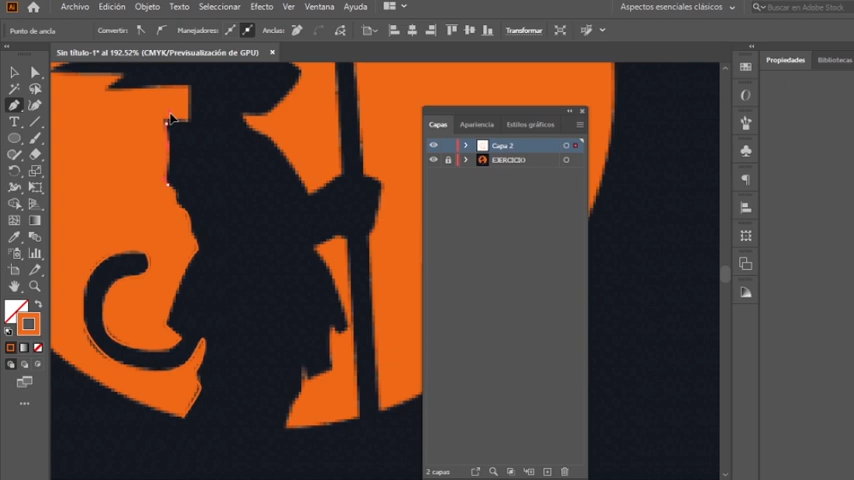 Ai
Archivo Edición Objeto Texto Seleccionar Efecto Ver Ventana Ayuda
Aspectos esenciales clásicos
Buscar en Adobe Stock
Punto de ancla
Convertir:
Manejadores:
Anclas:
Transformar
Sin título-1* al 192.52% (CMYK/Previsualización de GPU)
Propiedades
Bibliotecas
Capas
Apariencia
Estilos gráficos
Capa 2
EJERCICIO
2 capas